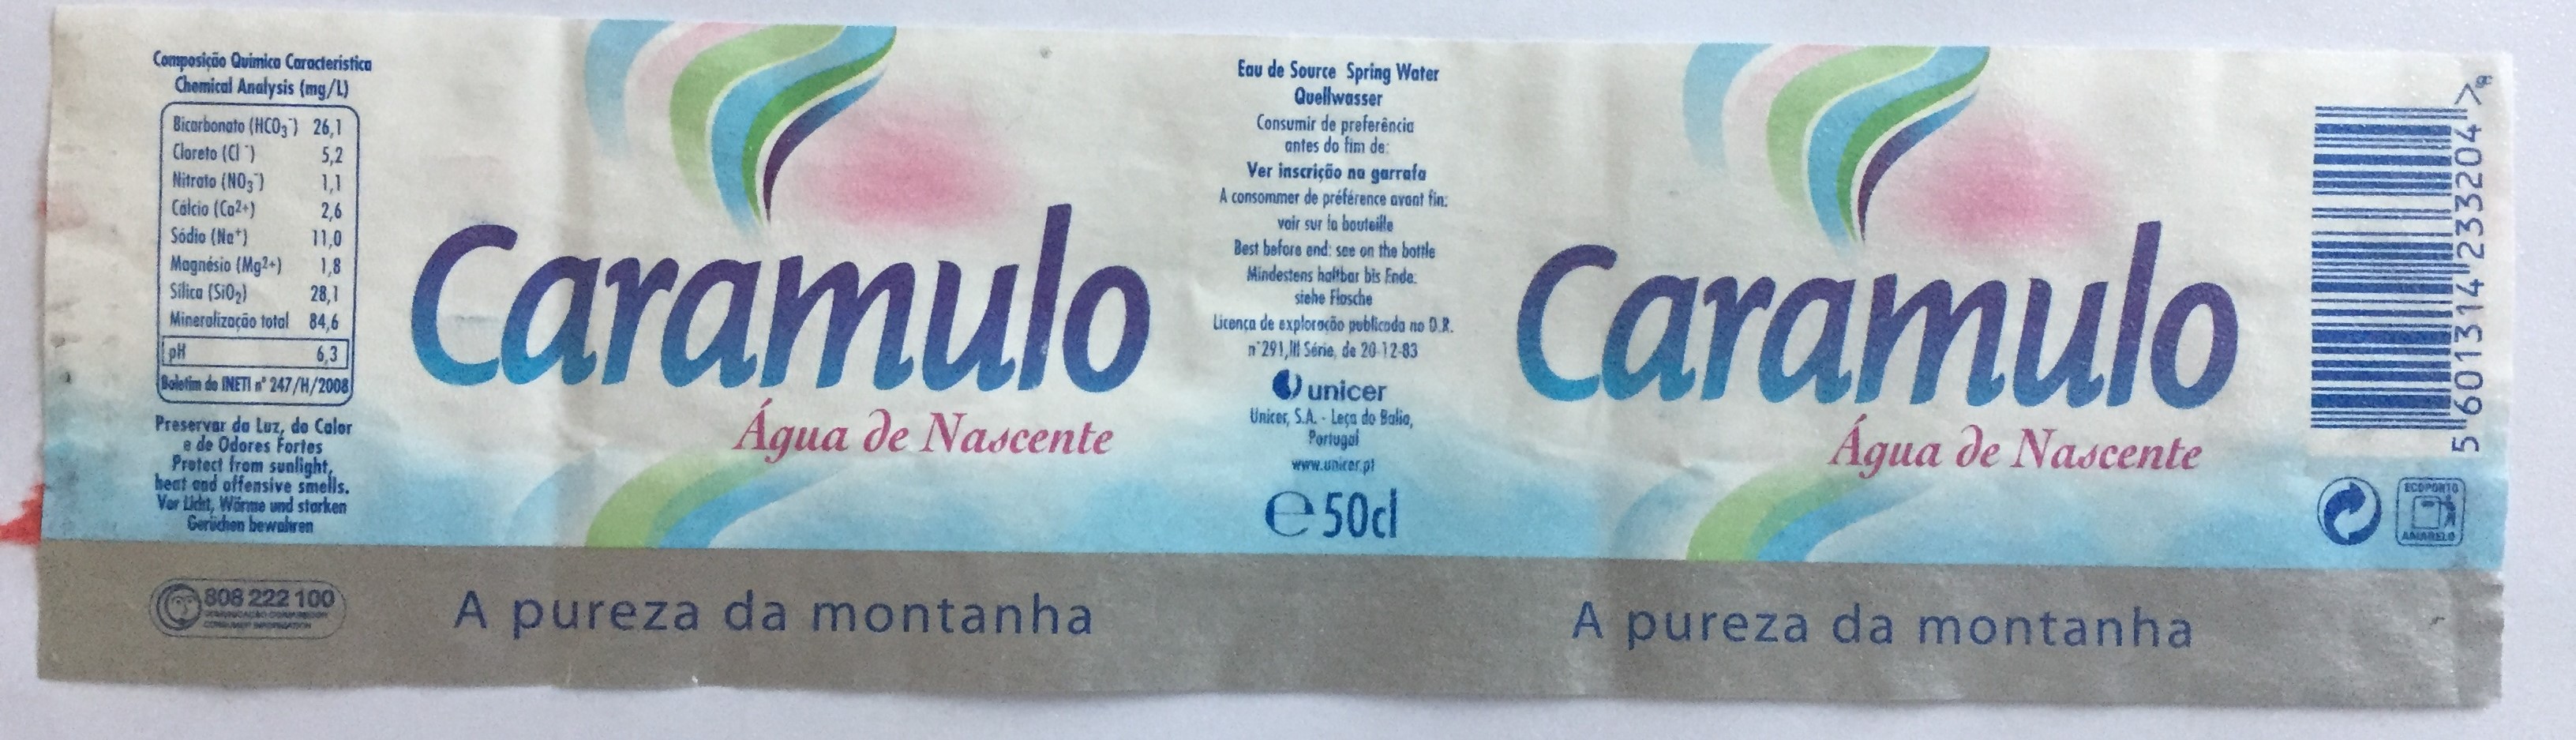 Composição Química Característica
Chemical Analysis (mg/L)
Bicarbonato (HCO3⁻) 26,1
Cloreto (Cl⁻) 5,2
Nitrato (NO3⁻) 1,1
Cálcio (Ca2+) 2,6
Sódio (Na+) 11,0
Magnésio (Mg2+) 1,8
Sílica (SiO2) 28,1
Mineralização total 84,6
pH 6,3
Boletim do INETI nº 247/H/2008
Preservar da Luz, do Calor
e de Odores Fortes
Protect from sunlight,
heat and offensive smells.
Vor Licht, Wärme und starken
Gerüchen bewahren
808 222 100
COMUNICAÇÃO CONSUMIDOR
CONSUMER INFORMATION
Caramulo
Água de Nascente
A pureza da montanha
Eau de Source Spring Water
Quellwasser
Consumir de preferência
antes do fim de:
Ver inscrição na garrafa
A consommer de préférence avant fin:
voir sur la bouteille
Best before end: see on the bottle
Mindestens haltbar bis Ende:
siehe Flasche
Licença de exploração publicada no D.R.
nº291,III Série, de 20-12-83
unicer
Unicer, S.A. - Leça do Balio,
Portugal
www.unicer.pt
e 50cl
Caramulo
Água de Nascente
A pureza da montanha
5 601314 233204 >
ECOPONTO
AMARELO